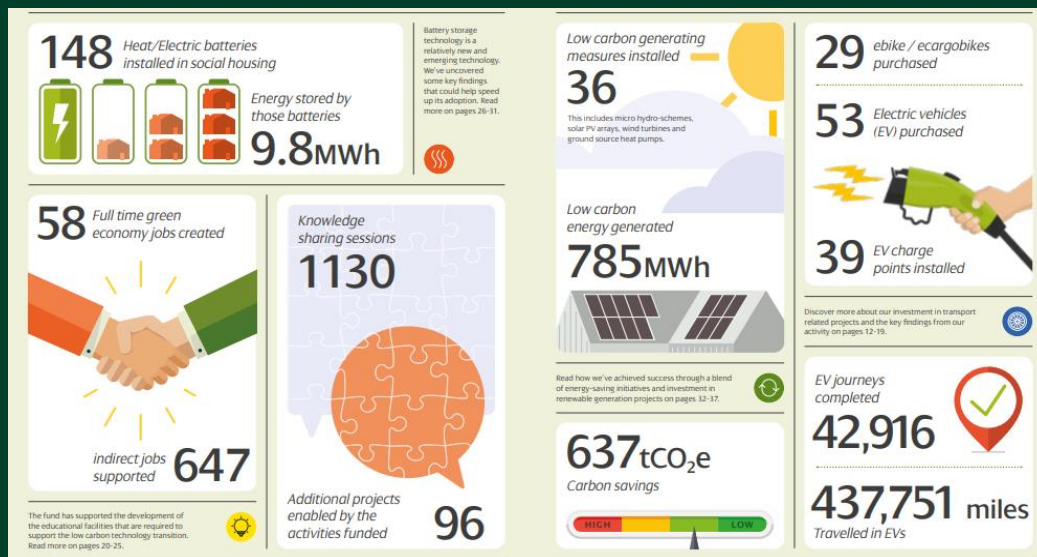 148 Heat/Electric batteries
installed in social housing
Energy stored by
those batteries
9.8MWh
Battery storage
technology is a
relatively new and
emerging technology.
We've uncovered
some key findings
that could help speed
up its adoption. Read
more on pages 26-31.
58 Full time green
economy jobs created
indirect jobs
supported 647
The fund has supported the development of
the educational facilities that are required to
support the low carbon technology transition.
Read more on pages 20-25.
Knowledge
sharing sessions
1130
Additional projects
enabled by the
activities funded 96
Low carbon generating
measures installed
36
This includes micro hydro-schemes,
solar PV arrays, wind turbines and
ground source heat pumps.
Low carbon
energy generated
785MWh
Read how we've achieved success through a blend
of energy-saving initiatives and investment in
renewable generation projects on pages 32-37.
637tCO₂e
Carbon savings
HIGH LOW
29 ebike / ecargobikes
purchased
53 Electric vehicles
(EV) purchased
39 EV charge
points installed
Discover more about our investment in transport
related projects and the key findings from our
activity on pages 12-19.
EV journeys
completed
42,916
437,751 miles
Travelled in EVs